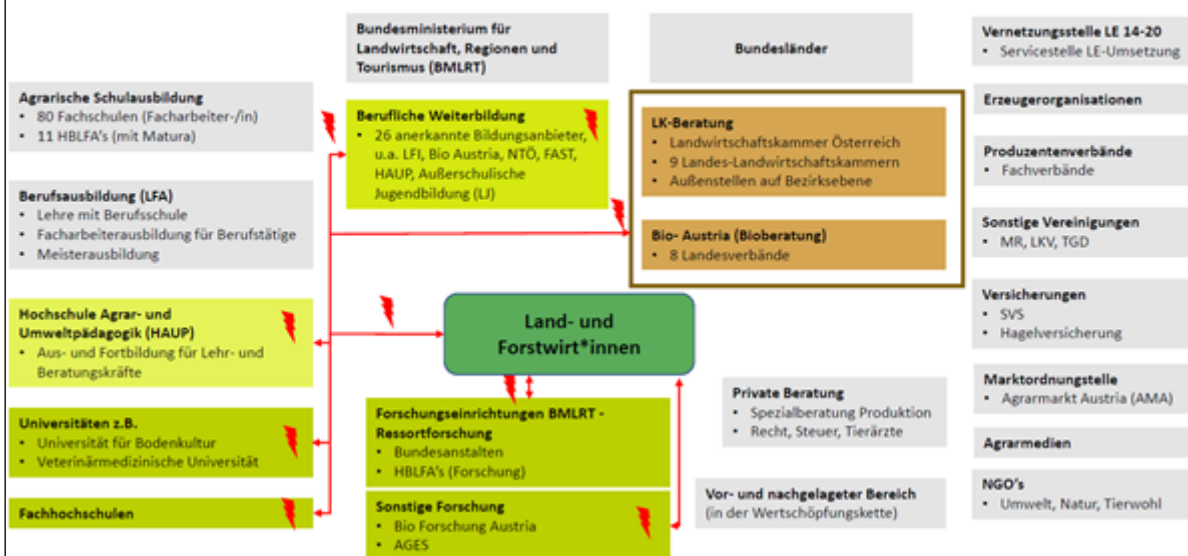 Bundesministerium für
Landwirtschaft, Regionen und
Tourismus (BMLRT)
Bundesländer
Vernetzungsstelle LE 14-20
• Servicestelle LE-Umsetzung
Agrarische Schulausbildung
• 80 Fachschulen (Facharbeiter-/in)
• 11 HBLFA's (mit Matura)
Berufliche Weiterbildung
• 26 anerkannte Bildungsanbieter,
u.a. LFI, Bio Austria, NTÖ, FAST,
HAUP, Außerschulische
Jugendbildung (LJ)
LK-Beratung
• Landwirtschaftskammer Österreich
• 9 Landes-Landwirtschaftskammern
• Außenstellen auf Bezirksebene
Erzeugerorganisationen
Produzentenverbände
• Fachverbände
Berufsausbildung (LFA)
• Lehre mit Berufsschule
• Facharbeiterausbildung für Berufstätige
• Meisterausbildung
Bio- Austria (Bioberatung)
• 8 Landesverbände
Sonstige Vereinigungen
• MR, LKV, TGD
Hochschule Agrar- und
Umweltpädagogik (HAUP)
• Aus- und Fortbildung für Lehr- und
Beratungskräfte
Land- und
Forstwirt*innen
Versicherungen
• SVS
• Hagelversicherung
Universitäten z.B.
• Universität für Bodenkultur
• Veterinärmedizinische Universität
Forschungseinrichtungen BMLRT -
Ressortforschung
• Bundesanstalten
• HBLFA's (Forschung)
Private Beratung
• Spezialberatung Produktion
• Recht, Steuer, Tierärzte
Marktordnungstelle
• Agrarmarkt Austria (AMA)
Agrarmedien
Fachhochschulen
Sonstige Forschung
• Bio Forschung Austria
• AGES
Vor- und nachgelageter Bereich
(in der Wertschöpfungskette)
NGO's
• Umwelt, Natur, Tierwohl